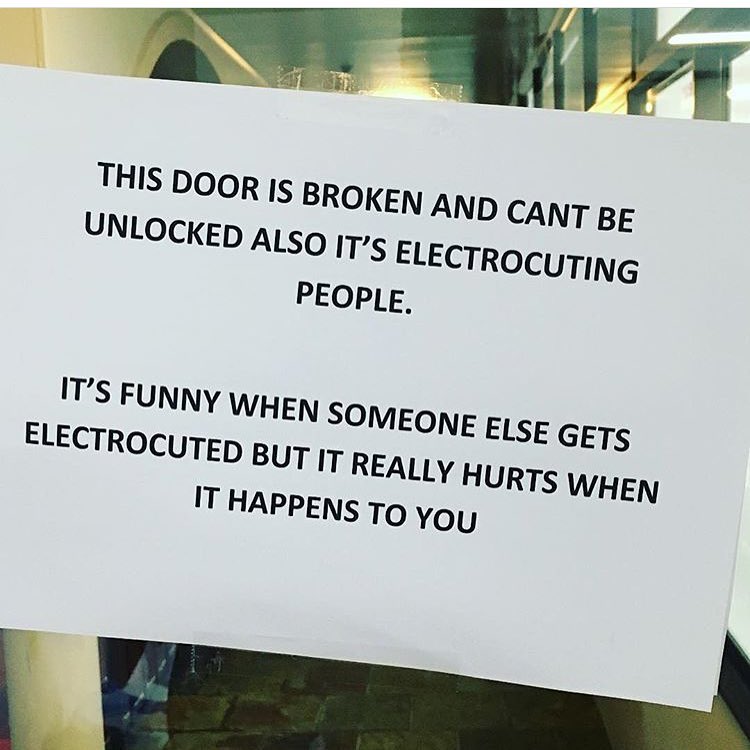 THIS DOOR IS BROKEN AND CANT BE
UNLOCKED ALSO IT’S ELECTROCUTING
PEOPLE.
IT’S FUNNY WHEN SOMEONE ELSE GETS
ELECTROCUTED BUT IT REALLY HURTS WHEN
IT HAPPENS TO YOU